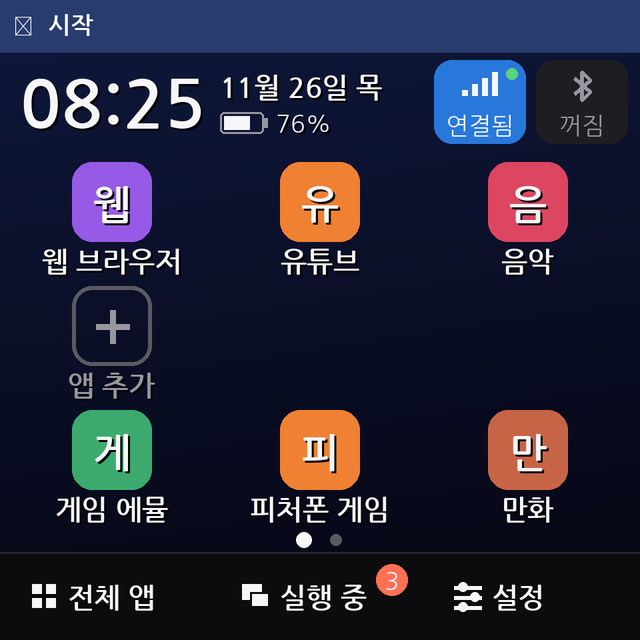 시작
08:25
11월 26일 목
76%
연결됨
꺼짐
웹
유
음
웹 브라우저
유튜브
음악
앱 추가
게
피
만
게임 에뮬
피처폰 게임
만화
전체 앱
실행 중
3
설정